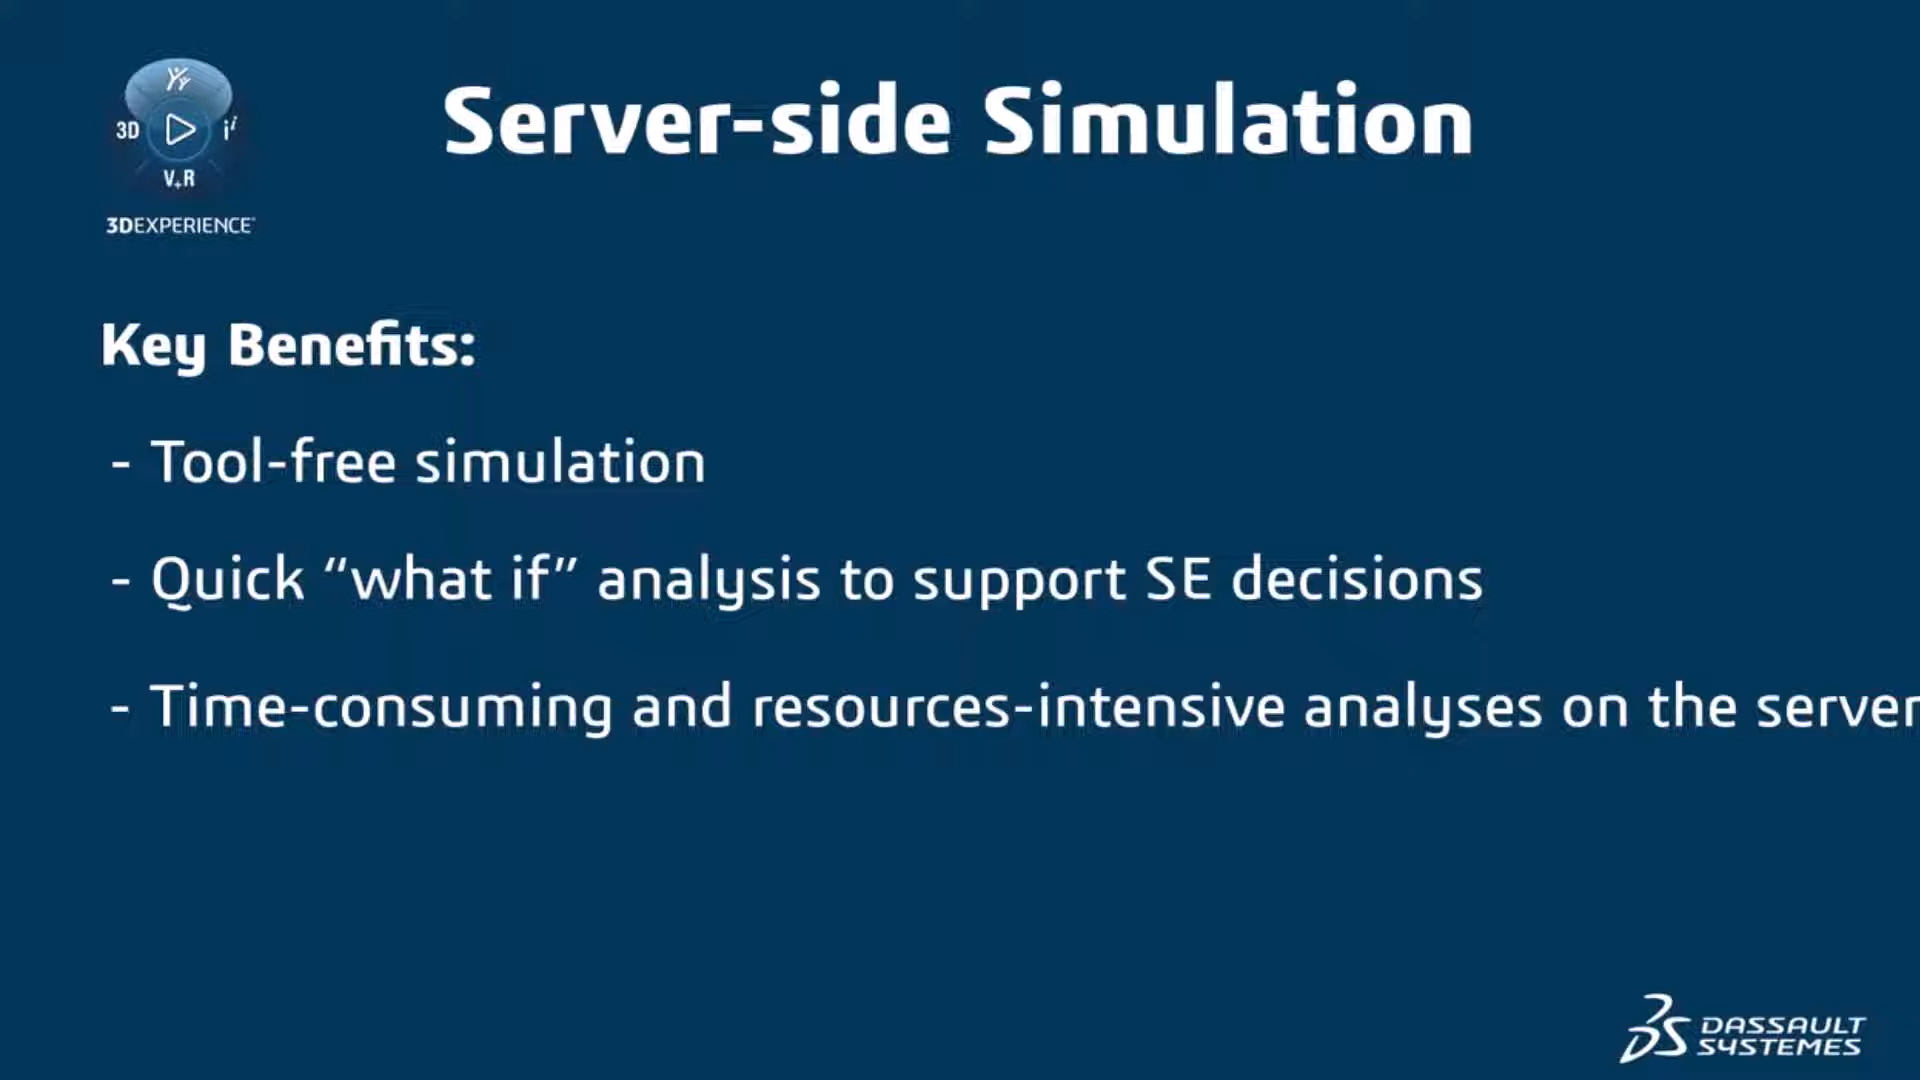 Server-side Simulation
3D
V+R
3DEXPERIENCE
Key Benefits:
- Tool-free simulation
- Quick “what if” analysis to support SE decisions
- Time-consuming and resources-intensive analyses on the server
DASSAULT
SYSTEMES